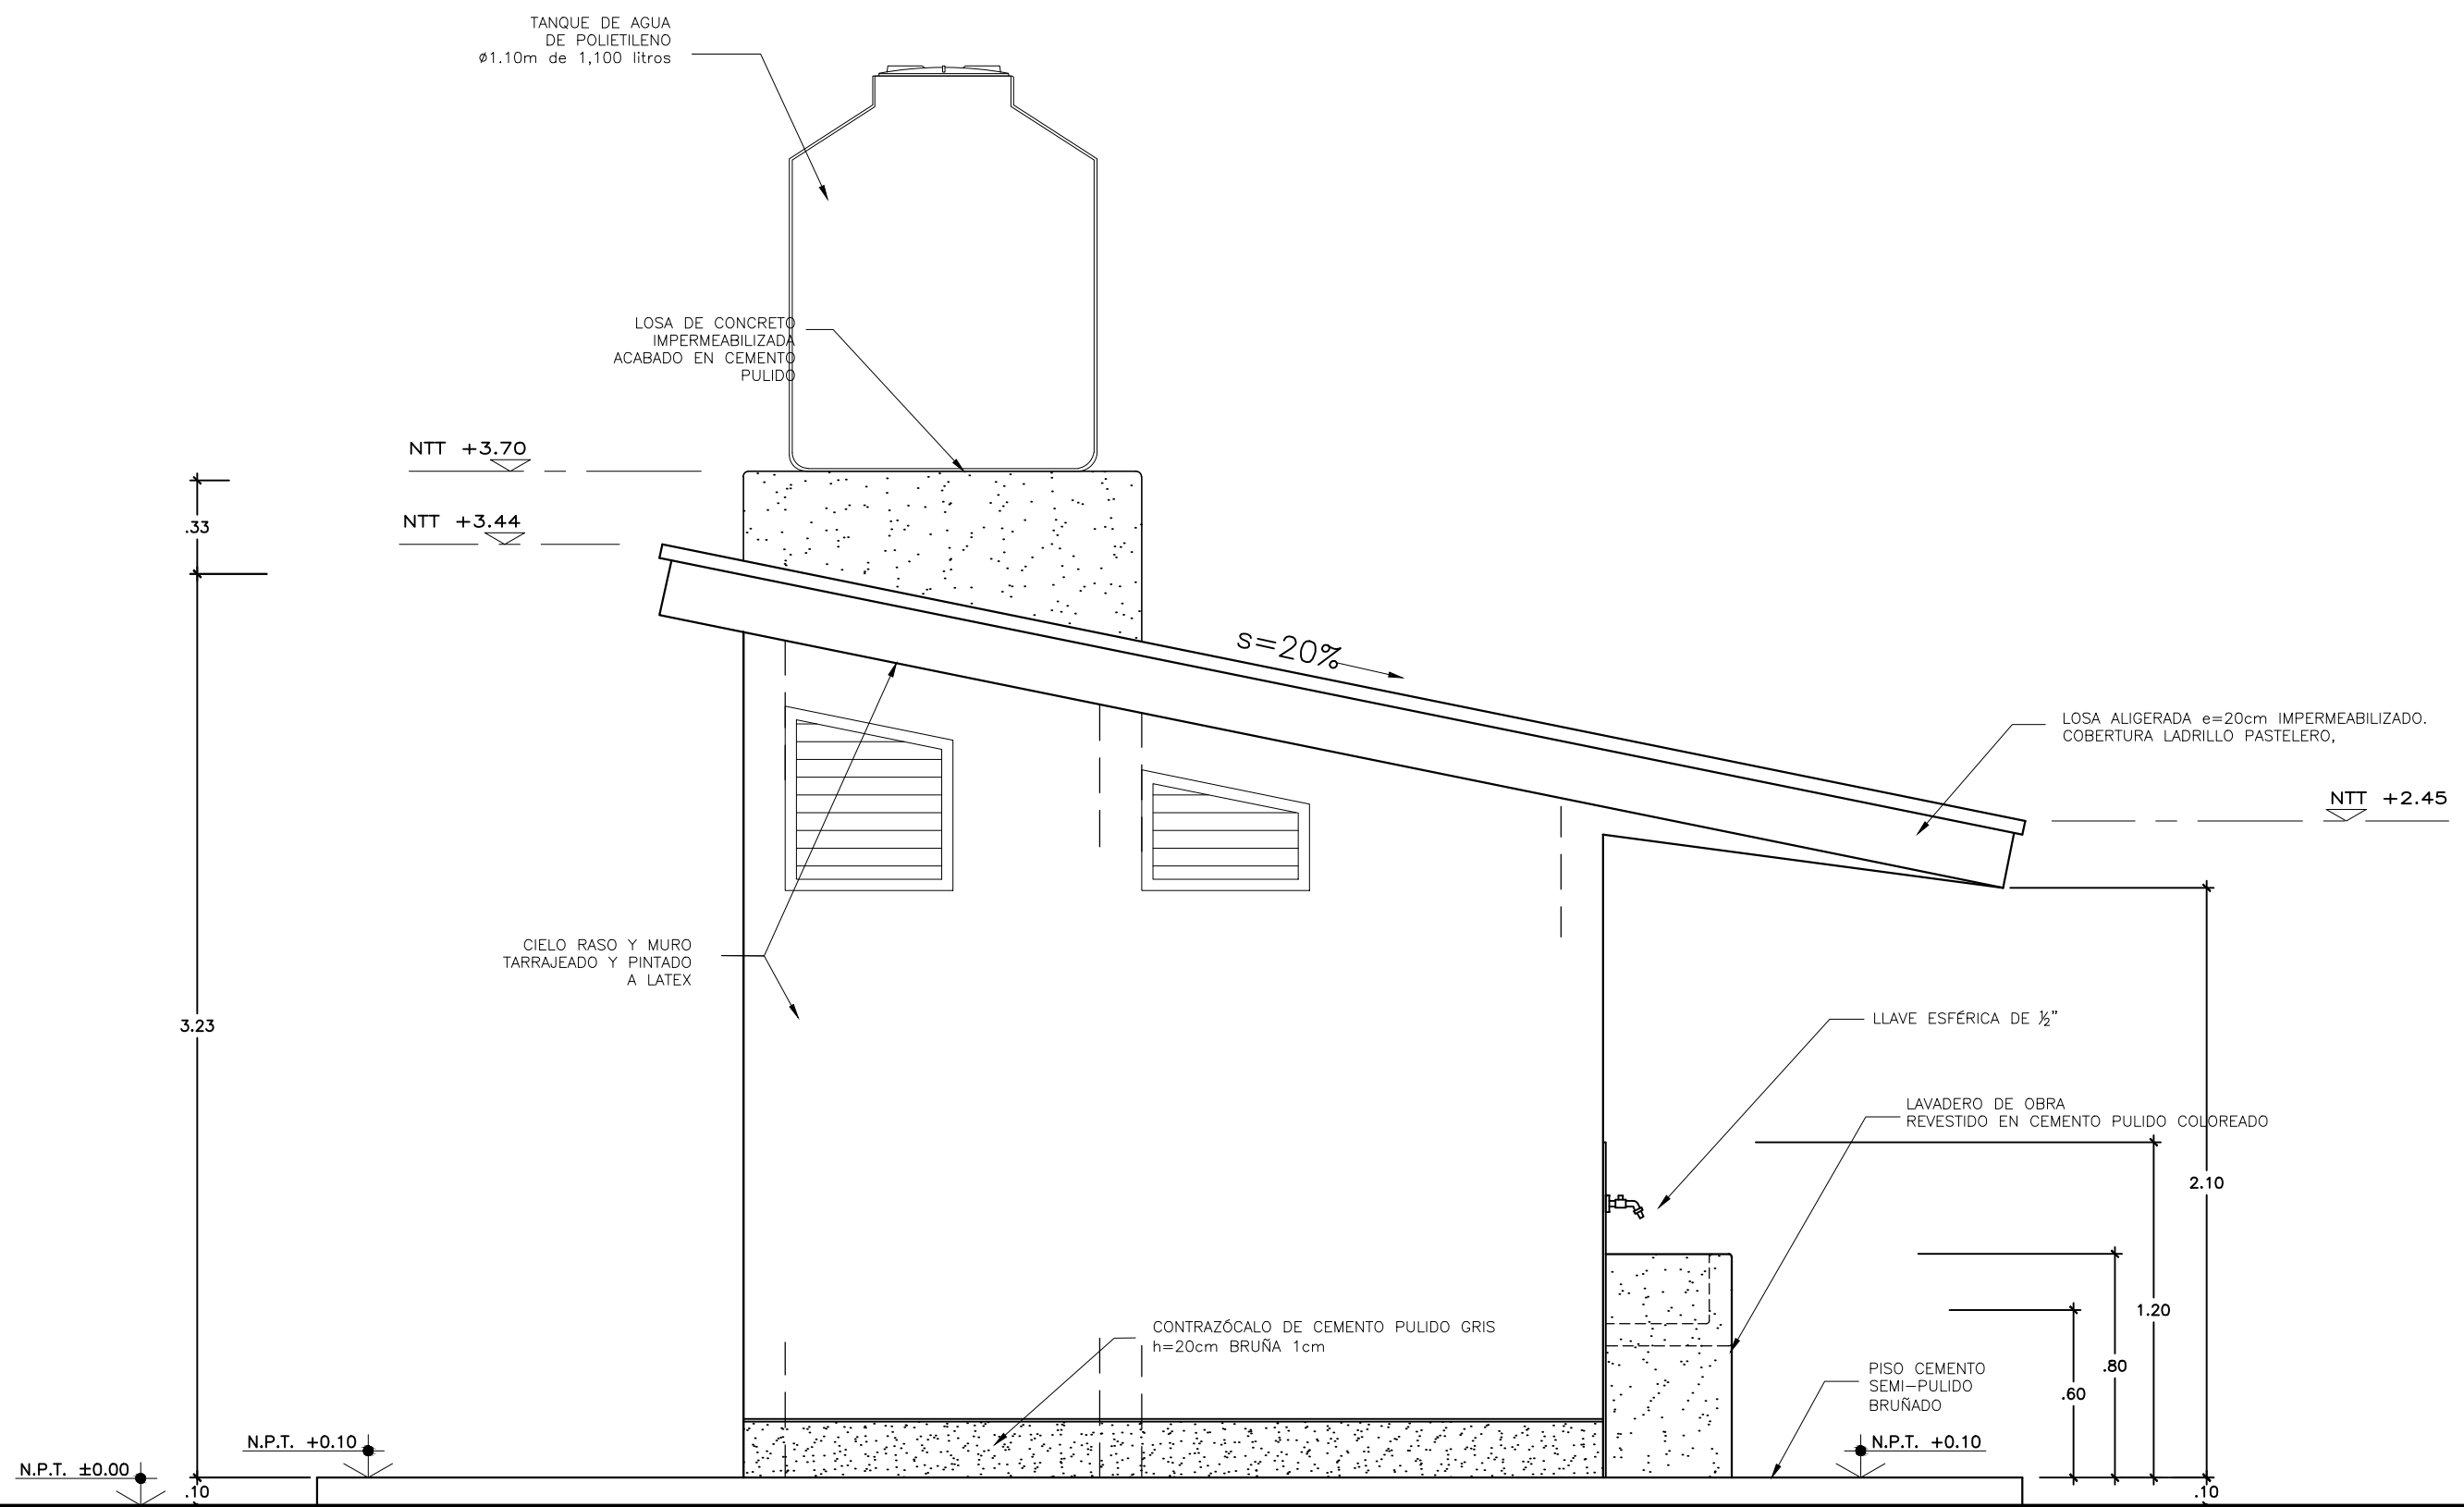 TANQUE DE AGUA
DE POLIETILENO
ø1.10m de 1,100 litros
LOSA DE CONCRETO
IMPERMEABILIZADA
ACABADO EN CEMENTO
PULIDO
NTT +3.70
NTT +3.44
.33
s=20%
LOSA ALIGERADA e=20cm IMPERMEABILIZADO.
COBERTURA LADRILLO PASTELERO,
NTT +2.45
CIELO RASO Y MURO
TARRAJEADO Y PINTADO
A LATEX
3.23
LLAVE ESFÉRICA DE ½"
LAVADERO DE OBRA
REVESTIDO EN CEMENTO PULIDO COLOREADO
2.10
1.20
.80
.60
CONTRAZÓCALO DE CEMENTO PULIDO GRIS
h=20cm BRUÑA 1cm
PISO CEMENTO
SEMI-PULIDO
BRUÑADO
N.P.T. +0.10
N.P.T. +0.10
N.P.T. ±0.00
.10
.10